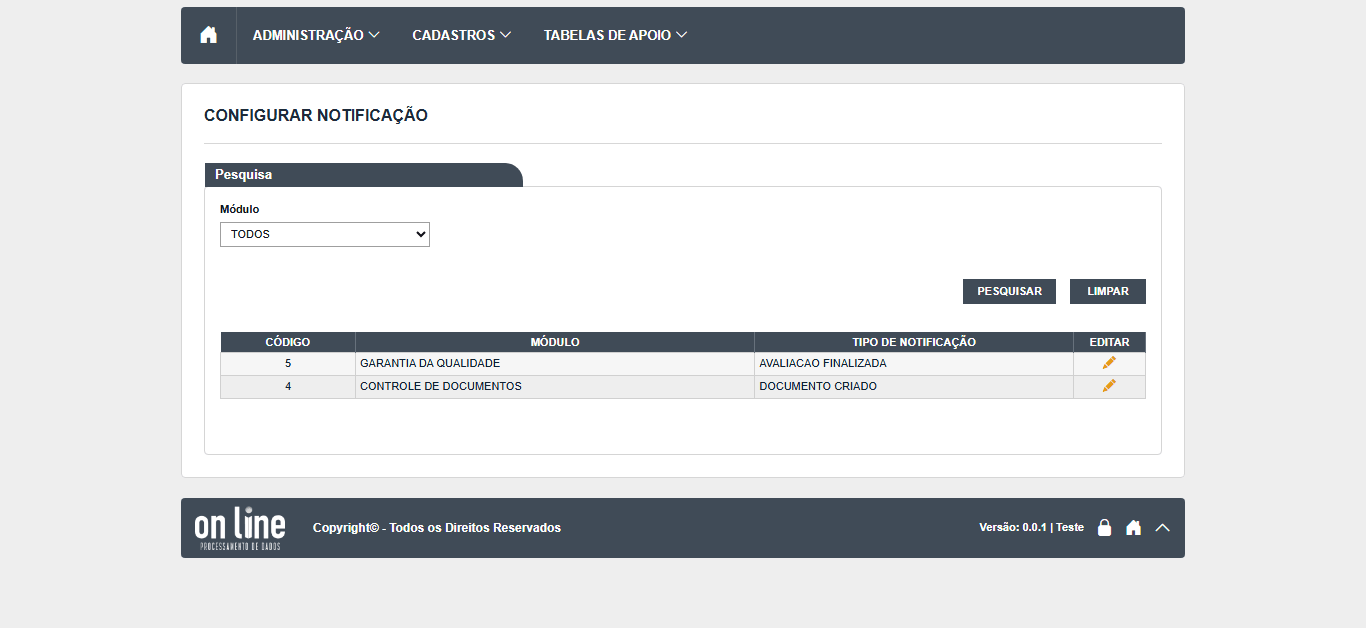 ADMINISTRAÇÃO CADASTROS TABELAS DE APOIO
CONFIGURAR NOTIFICAÇÃO
Pesquisa
Módulo
TODOS
PESQUISAR LIMPAR
CÓDIGO MÓDULO TIPO DE NOTIFICAÇÃO EDITAR
5 GARANTIA DA QUALIDADE AVALIACAO FINALIZADA
4 CONTROLE DE DOCUMENTOS DOCUMENTO CRIADO
on line
PROCESSAMENTO DE DADOS
Copyright© - Todos os Direitos Reservados
Versão: 0.0.1 | Teste